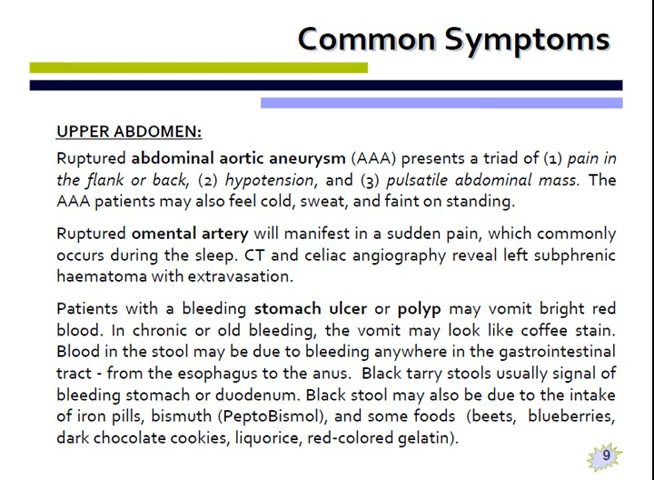 Common Symptoms
UPPER ABDOMEN:
Ruptured abdominal aortic aneurysm (AAA) presents a triad of (1) pain in
the flank or back, (2) hypotension, and (3) pulsatile abdominal mass. The
AAA patients may also feel cold, sweat, and faint on standing.
Ruptured omental artery will manifest in a sudden pain, which commonly
occurs during the sleep. CT and celiac angiography reveal left subphrenic
haematoma with extravasation.
Patients with a bleeding stomach ulcer or polyp may vomit bright red
blood. In chronic or old bleeding, the vomit may look like coffee stain.
Blood in the stool may be due to bleeding anywhere in the gastrointestinal
tract - from the esophagus to the anus. Black tarry stools usually signal of
bleeding stomach or duodenum. Black stool may also be due to the intake
of iron pills, bismuth (PeptoBismol), and some foods (beets, blueberries,
dark chocolate cookies, liquorice, red-colored gelatin).
9